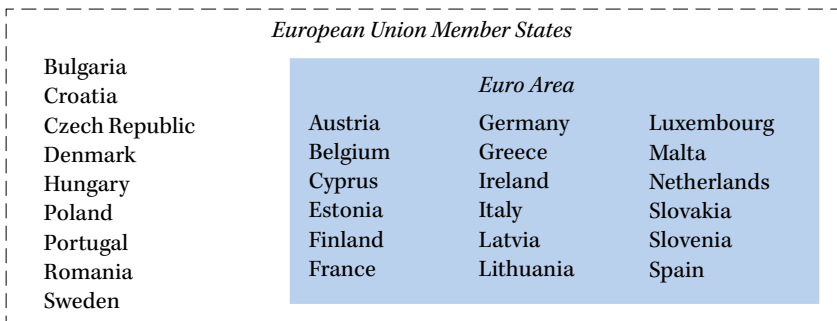 European Union Member States
Bulgaria
Croatia
Czech Republic
Denmark
Hungary
Poland
Portugal
Romania
Sweden
Euro Area
Austria
Belgium
Cyprus
Estonia
Finland
France
Germany
Greece
Ireland
Italy
Latvia
Lithuania
Luxembourg
Malta
Netherlands
Slovakia
Slovenia
Spain